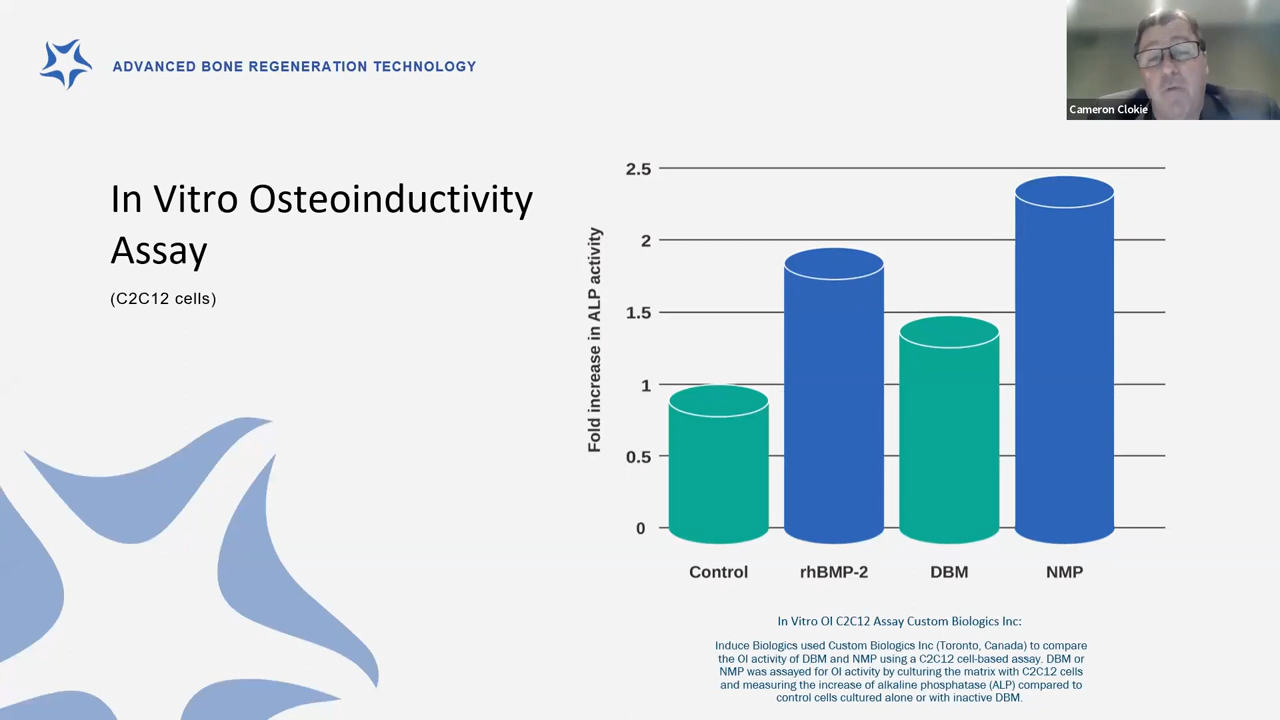 ADVANCED BONE REGENERATION TECHNOLOGY
Cameron Clokie
In Vitro Osteoinductivity
Assay
(C2C12 cells)
Fold increase in ALP activity
2.5
2
1.5
1
0.5
0
Control
rhBMP-2
DBM
NMP
In Vitro OI C2C12 Assay Custom Biologics Inc:
Induce Biologics used Custom Biologics Inc (Toronto, Canada) to compare
the OI activity of DBM and NMP using a C2C12 cell-based assay. DBM or
NMP was assayed for OI activity by culturing the matrix with C2C12 cells
and measuring the increase of alkaline phosphatase (ALP) compared to
control cells cultured alone or with inactive DBM.